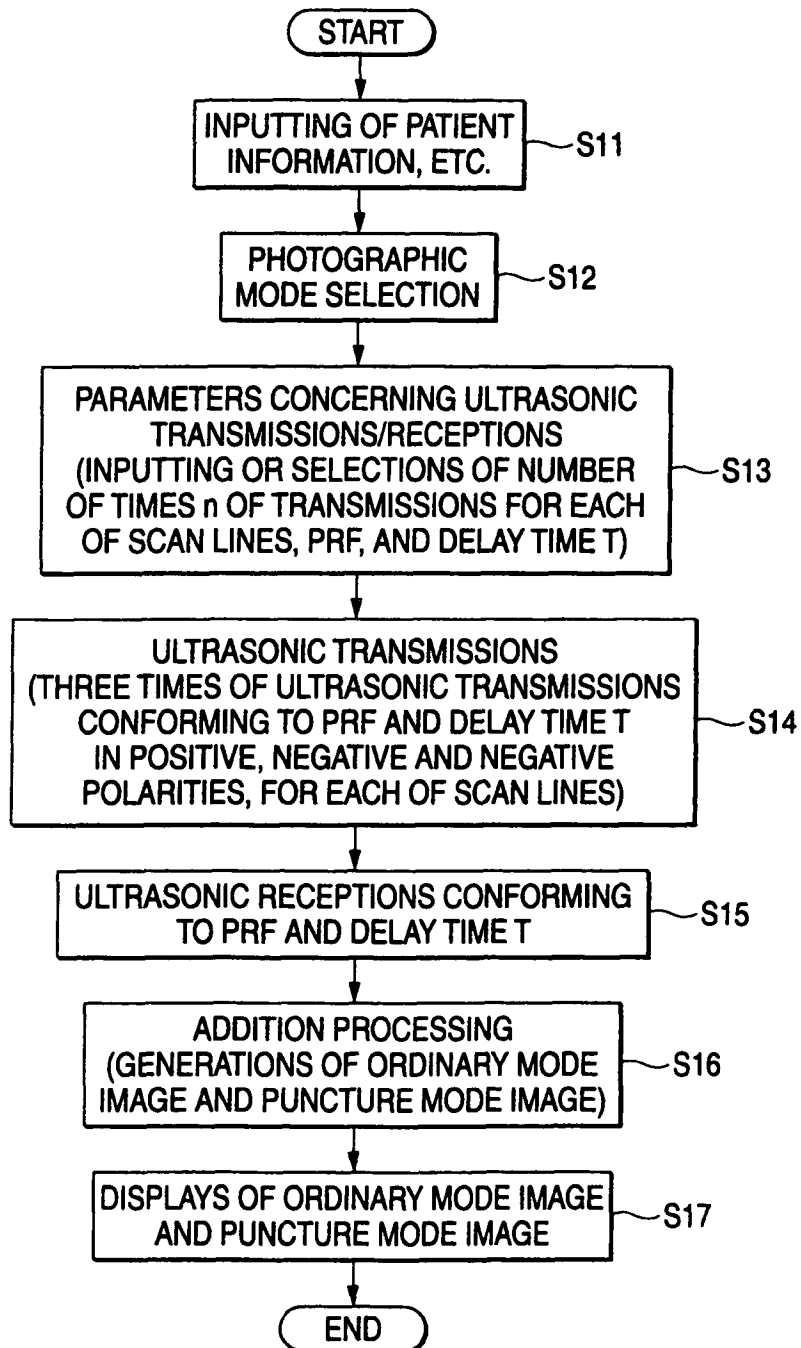 START
INPUTTING OF PATIENT
INFORMATION, ETC.
S11
PHOTOGRAPHIC
MODE SELECTION
S12
PARAMETERS CONCERNING ULTRASONIC
TRANSMISSIONS/RECEPTIONS
(INPUTTING OR SELECTIONS OF NUMBER
OF TIMES n OF TRANSMISSIONS FOR EACH
OF SCAN LINES, PRF, AND DELAY TIME T)
S13
ULTRASONIC TRANSMISSIONS
(THREE TIMES OF ULTRASONIC TRANSMISSIONS
CONFORMING TO PRF AND DELAY TIME T
IN POSITIVE, NEGATIVE AND NEGATIVE
POLARITIES, FOR EACH OF SCAN LINES)
S14
ULTRASONIC RECEPTIONS CONFORMING
TO PRF AND DELAY TIME T
S15
ADDITION PROCESSING
(GENERATIONS OF ORDINARY MODE
IMAGE AND PUNCTURE MODE IMAGE)
S16
DISPLAYS OF ORDINARY MODE IMAGE
AND PUNCTURE MODE IMAGE
S17
END